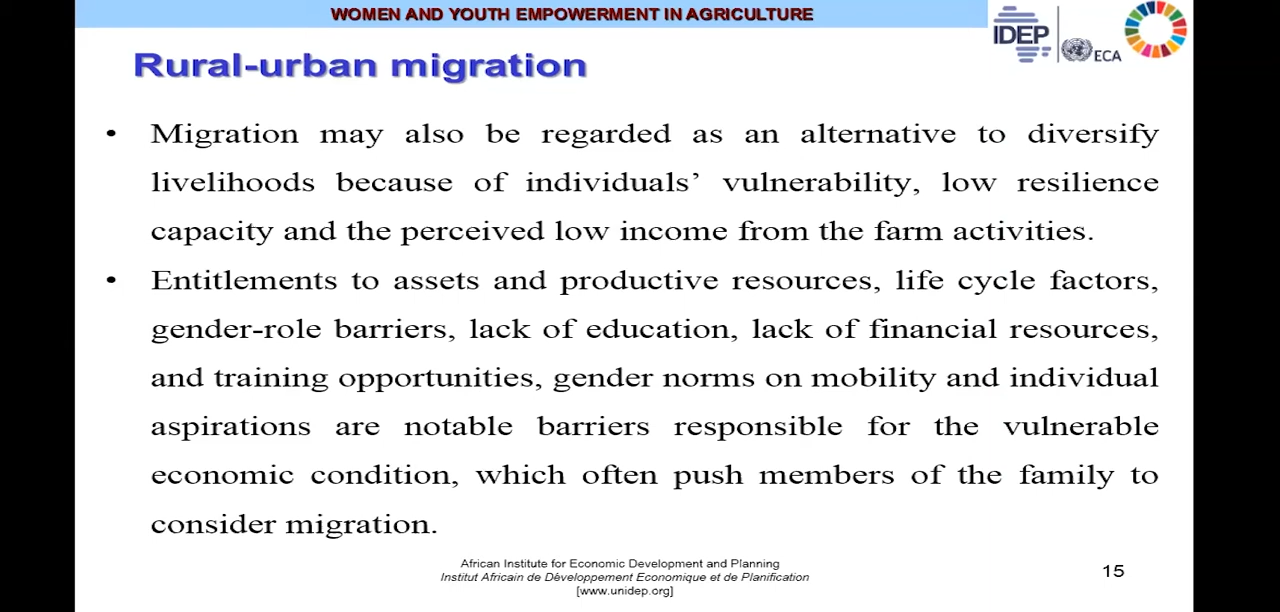 WOMEN AND YOUTH EMPOWERMENT IN AGRICULTURE
IDEP
ECA
Rural-urban migration
• Migration may also be regarded as an alternative to diversify
livelihoods because of individuals’ vulnerability, low resilience
capacity and the perceived low income from the farm activities.
• Entitlements to assets and productive resources, life cycle factors,
gender-role barriers, lack of education, lack of financial resources,
and training opportunities, gender norms on mobility and individual
aspirations are notable barriers responsible for the vulnerable
economic condition, which often push members of the family to
consider migration.
African Institute for Economic Development and Planning
Institut Africain de Développement Economique et de Planification
[www.unidep.org]
15